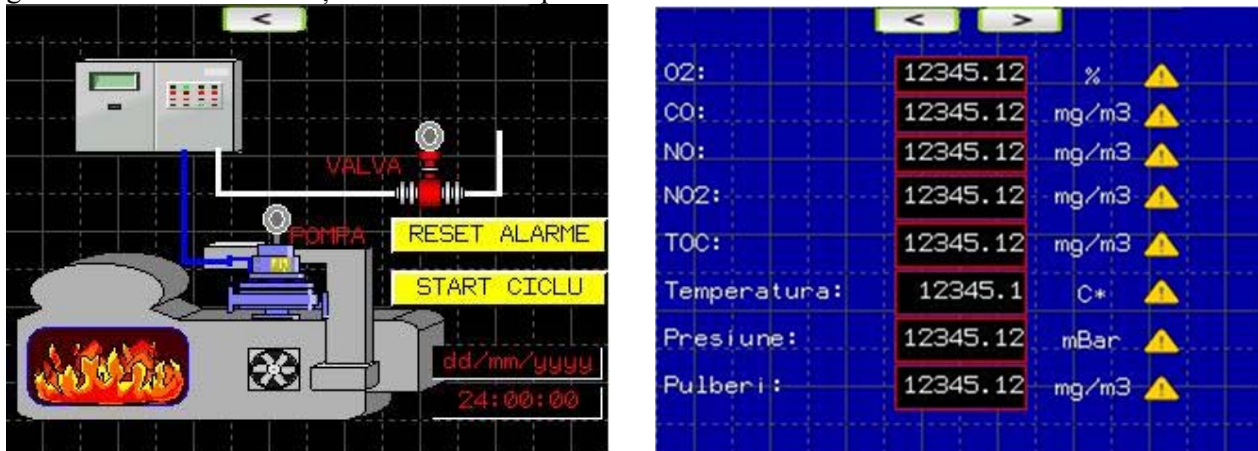 <
VALVA
POMPA
RESET ALARME
START CICLU
dd/mm/yyyy
24:00:00
< >
O2: 12345.12 %
CO: 12345.12 mg/m3
NO: 12345.12 mg/m3
NO2: 12345.12 mg/m3
TOC: 12345.12 mg/m3
Temperatura: 12345.1 C*
Presiune: 12345.12 mBar
Pulberi: 12345.12 mg/m3